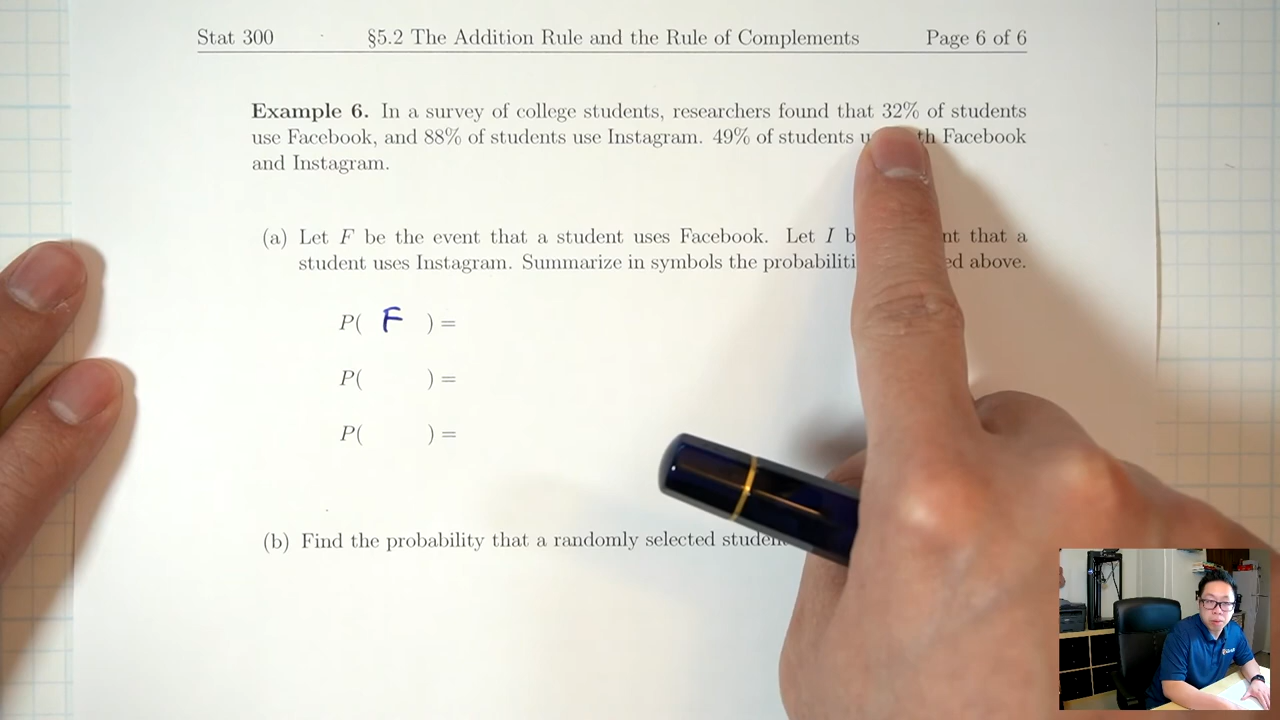 Stat 300 §5.2 The Addition Rule and the Rule of Complements Page 6 of 6
Example 6. In a survey of college students, researchers found that 32% of students
use Facebook, and 88% of students use Instagram. 49% of students Facebook
and Instagram.
(a) Let F be the event that a student uses Facebook. Let I that a
student uses Instagram. Summarize in symbols the above.
P( F ) =
P( ) =
P( ) =
(b) Find the probability that a randomly selected